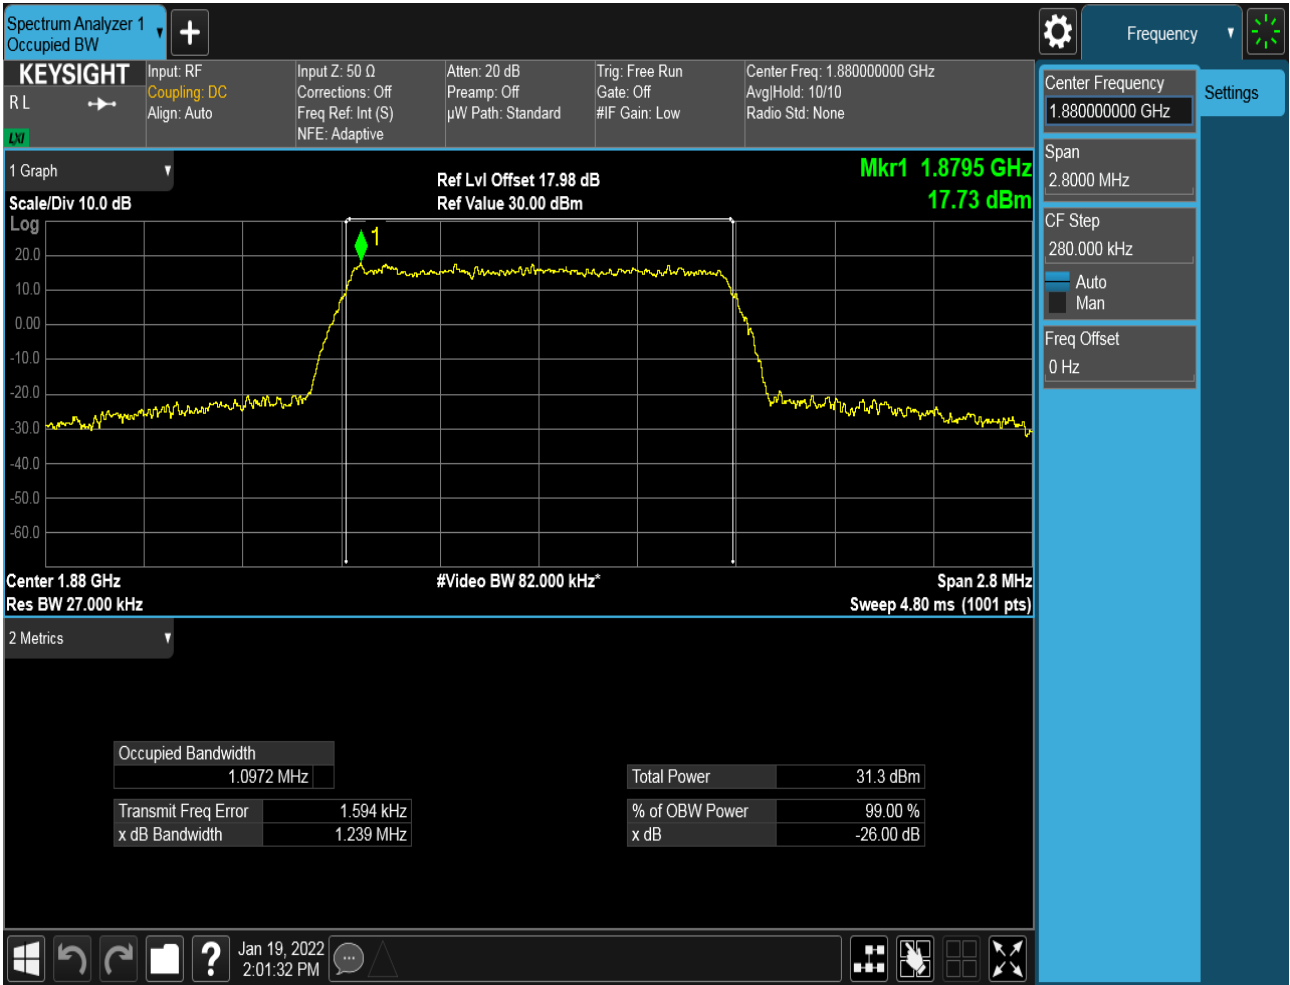 Spectrum Analyzer 1
Occupied BW
Frequency
KEYSIGHT
R L
LXI
Input: RF
Coupling: DC
Align: Auto
Input Z: 50 Ω
Corrections: Off
Freq Ref: Int (S)
NFE: Adaptive
Atten: 20 dB
Preamp: Off
µW Path: Standard
Trig: Free Run
Gate: Off
#IF Gain: Low
Center Freq: 1.880000000 GHz
Avg|Hold: 10/10
Radio Std: None
Center Frequency
1.880000000 GHz
Settings
Span
2.8000 MHz
CF Step
280.000 kHz
Auto
Man
Freq Offset
0 Hz
1 Graph
Scale/Div 10.0 dB
Ref Lvl Offset 17.98 dB
Ref Value 30.00 dBm
Mkr1 1.8795 GHz
17.73 dBm
Log
1
20.0
10.0
0.00
-10.0
-20.0
-30.0
-40.0
-50.0
-60.0
Center 1.88 GHz
#Video BW 82.000 kHz*
Span 2.8 MHz
Res BW 27.000 kHz
Sweep 4.80 ms (1001 pts)
2 Metrics
Occupied Bandwidth
1.0972 MHz
Total Power 31.3 dBm
Transmit Freq Error 1.594 kHz
% of OBW Power 99.00 %
x dB Bandwidth 1.239 MHz
x dB -26.00 dB
?
Jan 19, 2022
2:01:32 PM